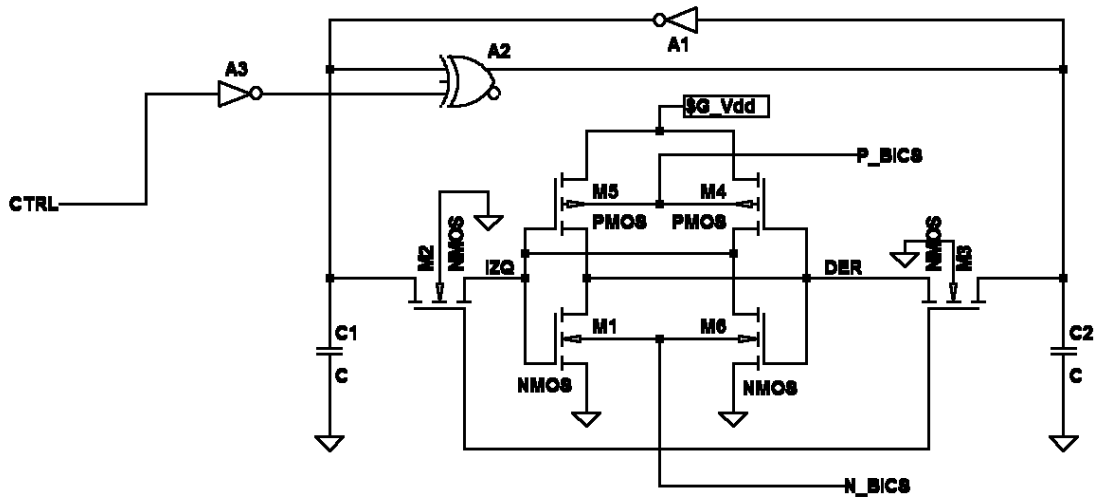 A1
A2
A3
$G_Vdd
P_BICS
CTRL
M5
M4
PMOS
PMOS
M2
NMOS
NMOS
M3
IZQ
DER
M1
M6
C1
C
C2
C
NMOS
NMOS
N_BICS